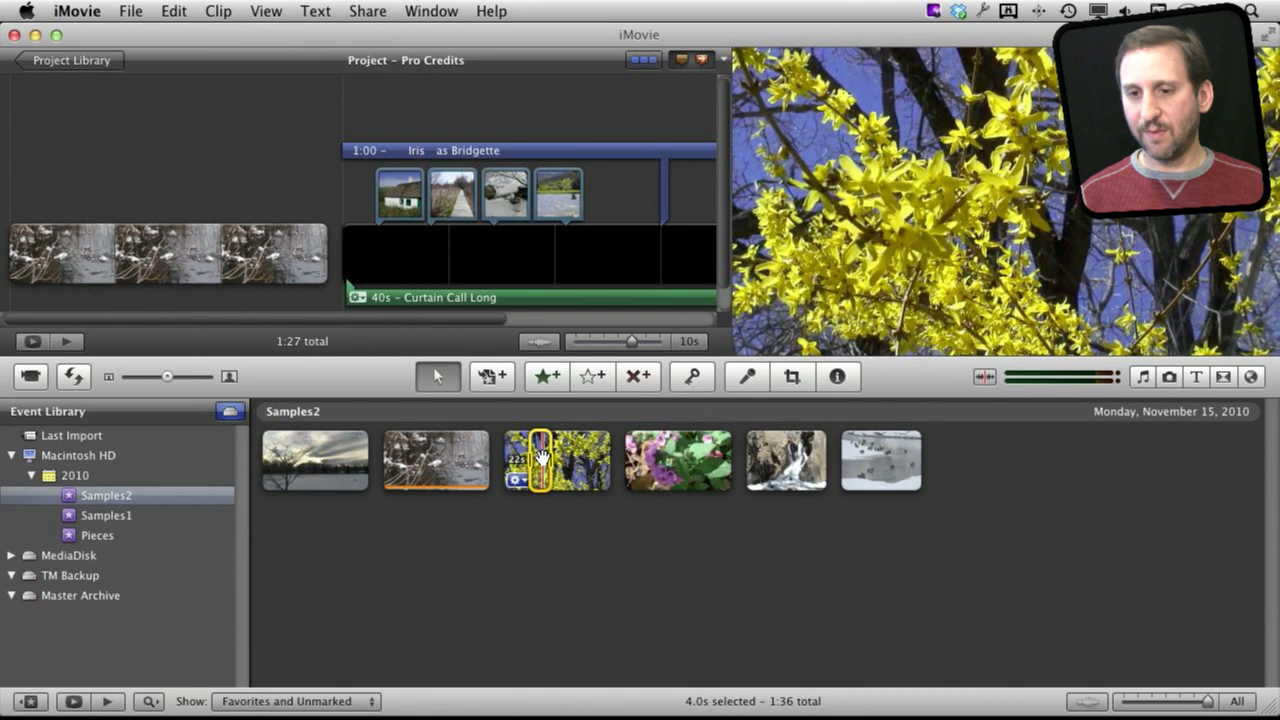 iMovie File Edit Clip View Text Share Window Help
iMovie
Project Library
Project – Pro Credits
1:00 – Iris as Bridgette
40s – Curtain Call Long
1:27 total
10s
Event Library
Samples2
Monday, November 15, 2010
Last Import
Macintosh HD
2010
Samples2
Samples1
Pieces
MediaDisk
TM Backup
Master Archive
22s
Show: Favorites and Unmarked
4.0s selected – 1:36 total
All